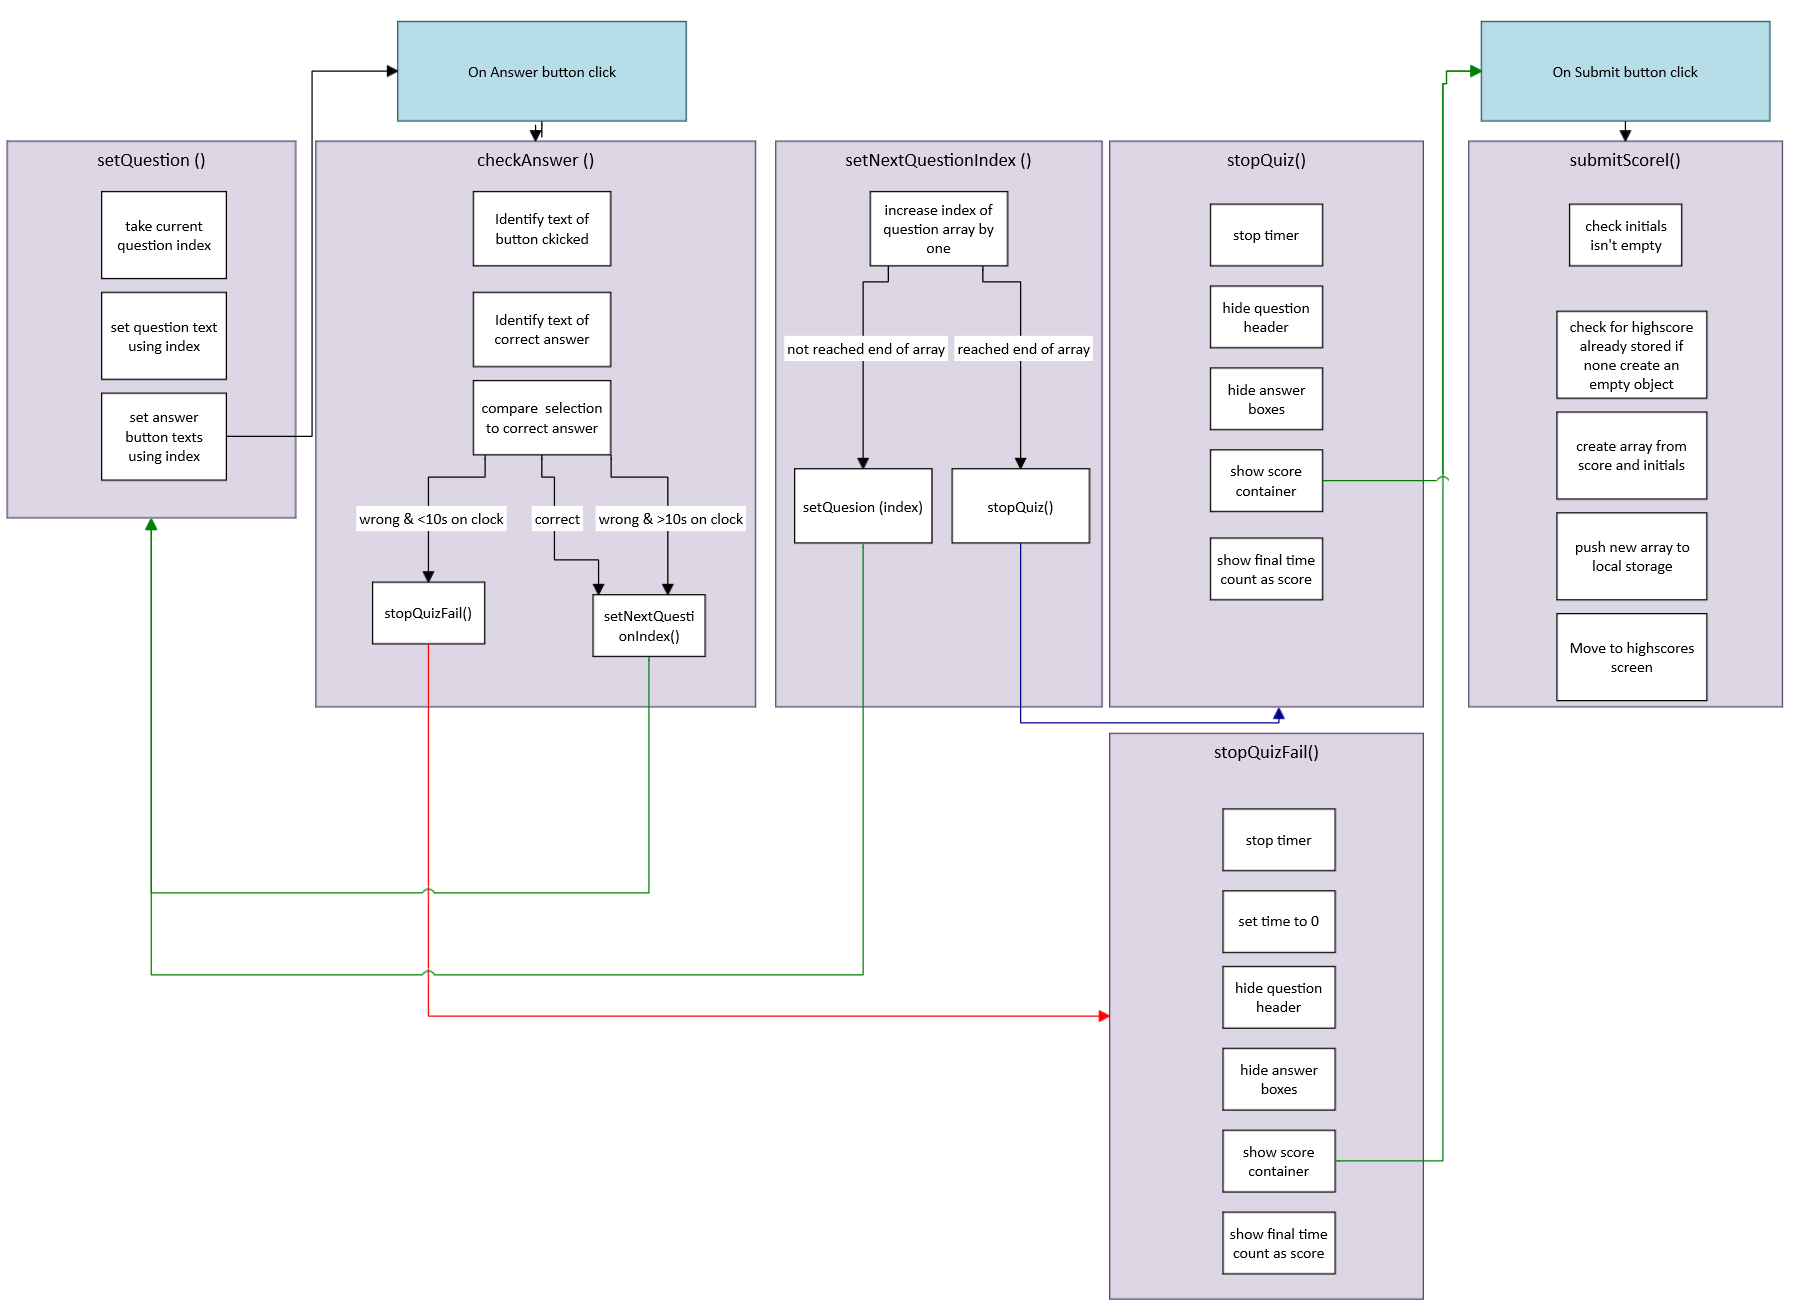 On Answer button click
On Submit button click
setQuestion ()
take current
question index
set question text
using index
set answer
button texts
using index
checkAnswer ()
Identify text of
button ckicked
Identify text of
correct answer
compare  selection
to correct answer
wrong & <10s on clock
correct
wrong & >10s on clock
stopQuizFail()
setNextQuesti
onIndex()
setNextQuestionIndex ()
increase index of
question array by
one
not reached end of array
reached end of array
setQuesion (index)
stopQuiz()
stopQuiz()
stop timer
hide question
header
hide answer
boxes
show score
container
show final time
count as score
submitScorel()
check initials
isn't empty
check for highscore
already stored if
none create an
empty object
create array from
score and initials
push new array to
local storage
Move to highscores
screen
stopQuizFail()
stop timer
set time to 0
hide question
header
hide answer
boxes
show score
container
show final time
count as score